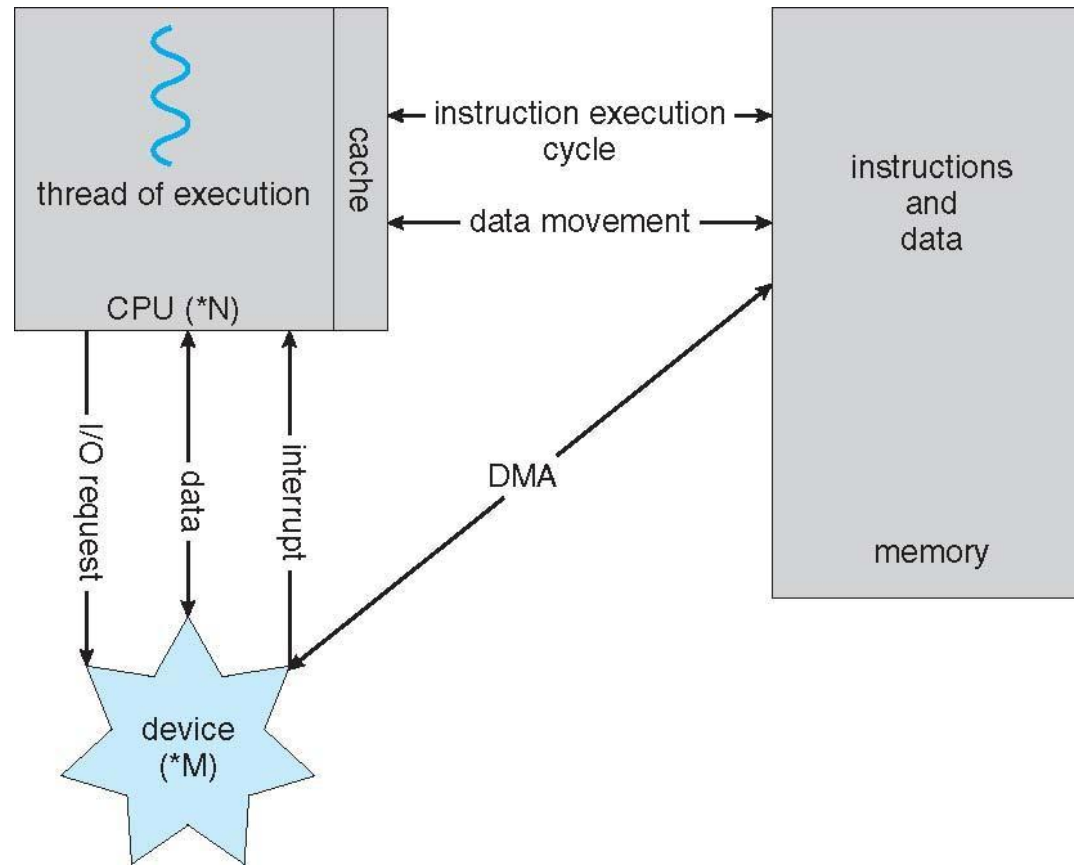 thread of execution
cache
CPU (*N)
instruction execution
cycle
data movement
instructions
and
data
memory
I/O request
data
interrupt
DMA
device
(*M)